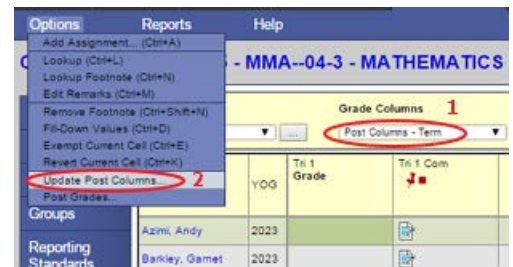 Options Reports Help
Add Assignment... (Ctrl+A)
Lookup (Ctrl+L)
Lookup Footnote (Ctrl+N)
Edit Remarks (Ctrl+M)
Remove Footnote (Ctrl+Shift+N)
Fill-Down Values (Ctrl+D)
Exempt Current Cell (Ctrl+E)
Revert Current Cell (Ctrl+K)
Update Post Columns... 2
Post Grades...
- MMA--04-3 - MATHEMATICS
Grade Columns 1
... Post Columns - Term
YOG Tri 1 Grade Tri 1 Com
Groups
Reporting
Standards
Azimi, Andy 2023
Barkley, Garnet 2023